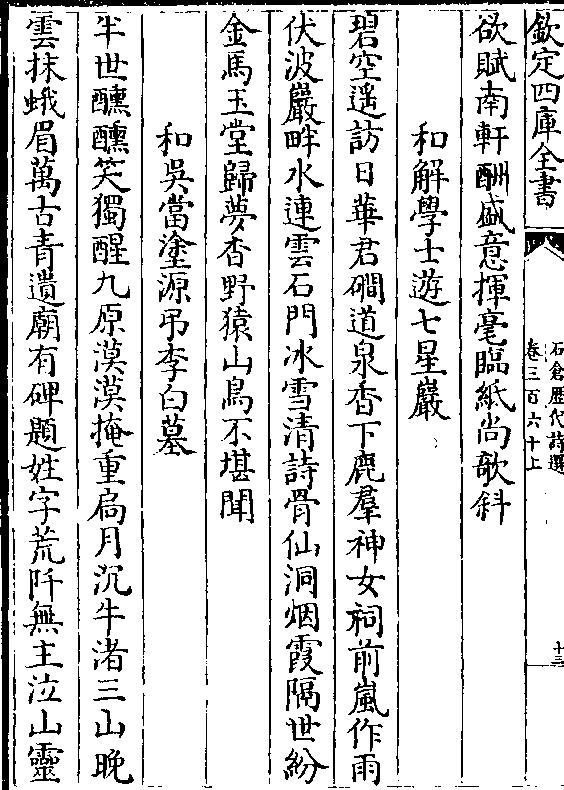 欽定四庫全書
石倉歷代詩選
卷三百六十上
十三
欲賦南軒酬盛意揮毫臨紙尚欹斜
和解學士遊七星巖
碧空遥訪日華君磵道泉香下鹿羣神女祠前嵐作雨
伏波巖畔水連雲石門冰雪清詩骨仙洞烟霞隔世紛
金馬玉堂歸夢杳野猿山鳥不堪聞
和吳當塗源弔李白墓
半世醺醺笑獨醒九原漠漠掩重扃月沉牛渚三山晚
雲抹蛾眉萬古青遺廟有碑題姓字荒阡無主泣山靈